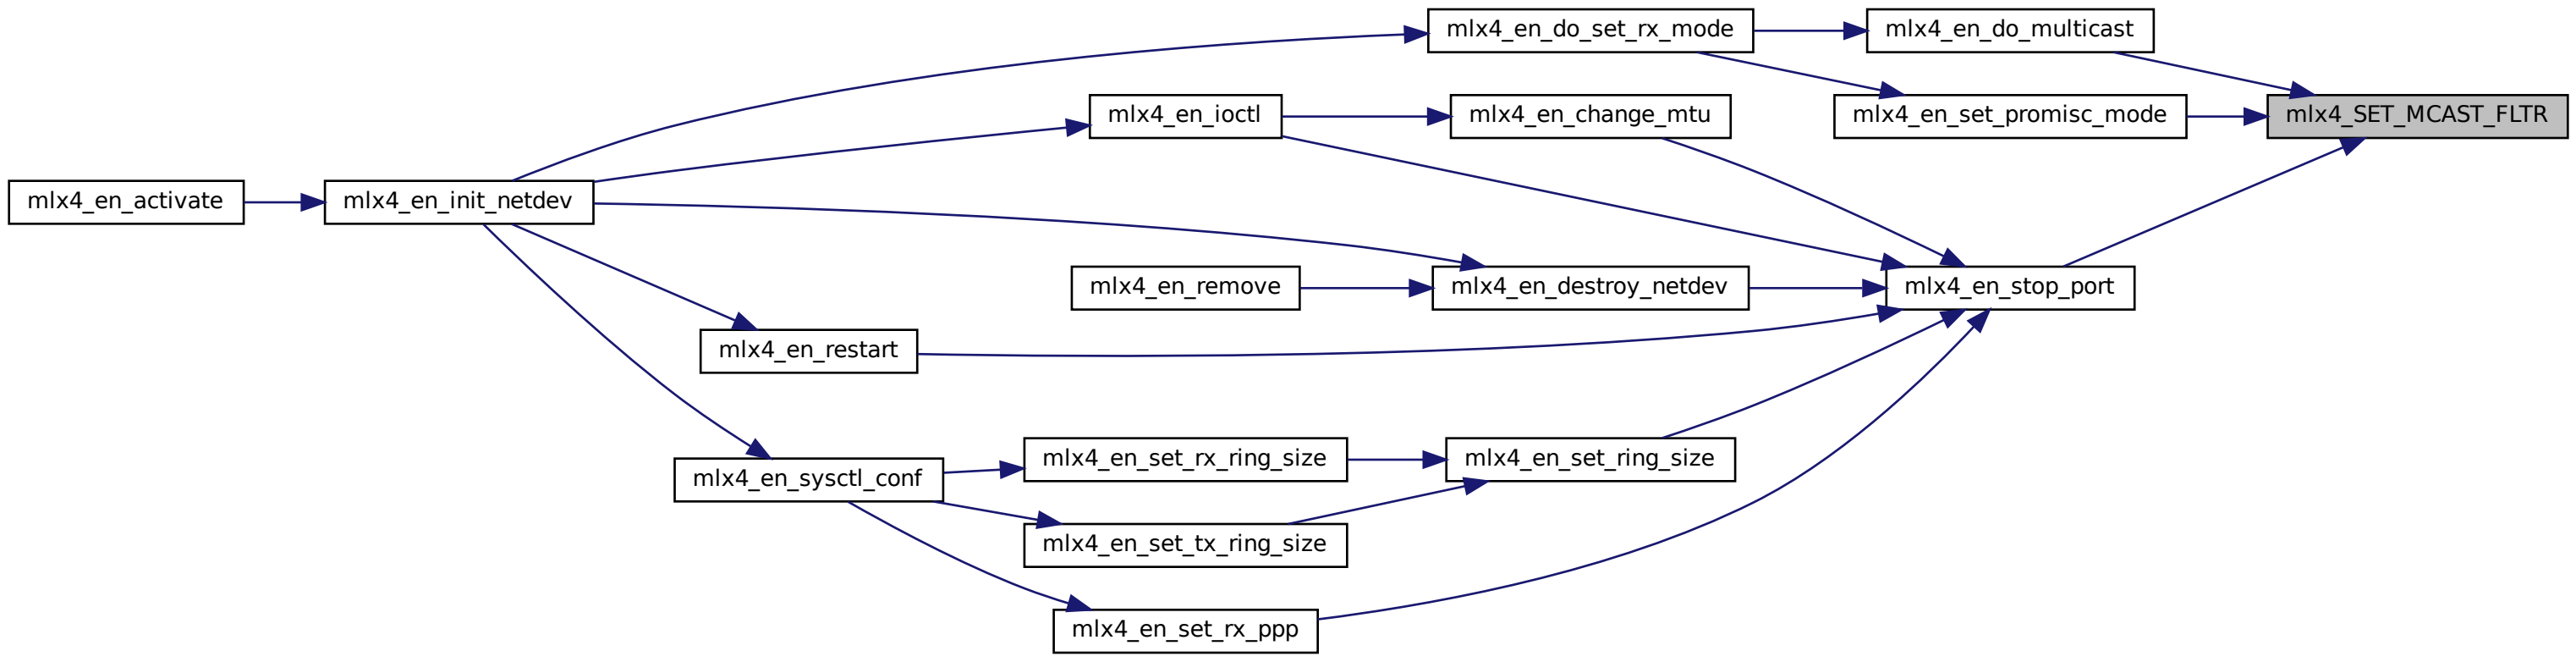 mlx4_en_do_set_rx_mode
mlx4_en_do_multicast
mlx4_en_ioctl
mlx4_en_change_mtu
mlx4_en_set_promisc_mode
mlx4_SET_MCAST_FLTR
mlx4_en_activate
mlx4_en_init_netdev
mlx4_en_remove
mlx4_en_destroy_netdev
mlx4_en_stop_port
mlx4_en_restart
mlx4_en_set_rx_ring_size
mlx4_en_set_ring_size
mlx4_en_sysctl_conf
mlx4_en_set_tx_ring_size
mlx4_en_set_rx_ppp